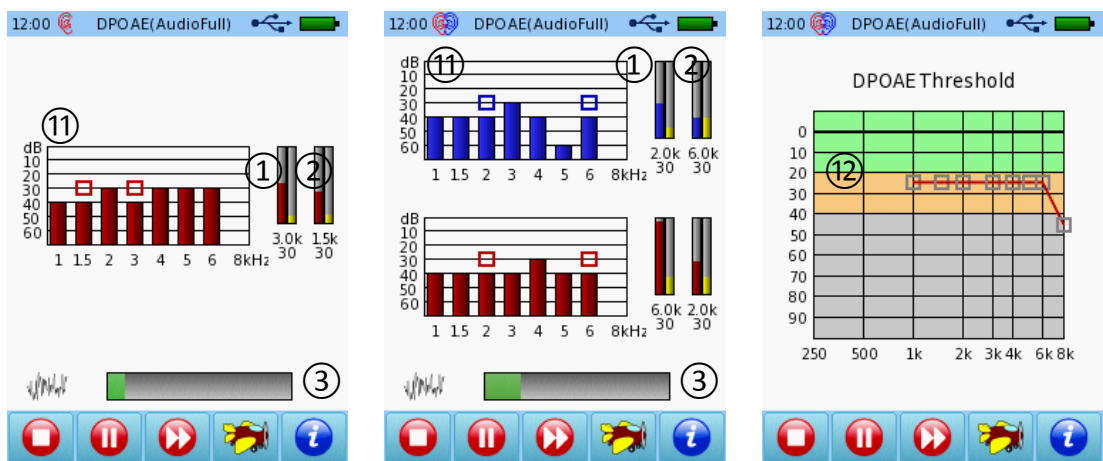 12:00 DPOAE(AudioFull)
⑪
dB
10
20
30
40
50
60
1 1.5 2 3 4 5 6 8kHz
① ②
3.0k 1.5k
30 30
③
i
12:00 DPOAE(AudioFull)
⑪ ① ②
dB
10
20
30
40
50
60
1 1.5 2 3 4 5 6 8kHz
2.0k 6.0k
30 30
dB
10
20
30
40
50
60
1 1.5 2 3 4 5 6 8kHz
6.0k 2.0k
30 30
③
i
12:00 DPOAE(AudioFull)
DPOAE Threshold
0
10
20
⑫
30
40
50
60
70
80
90
250 500 1k 2k 3k 4k 6k 8k
i